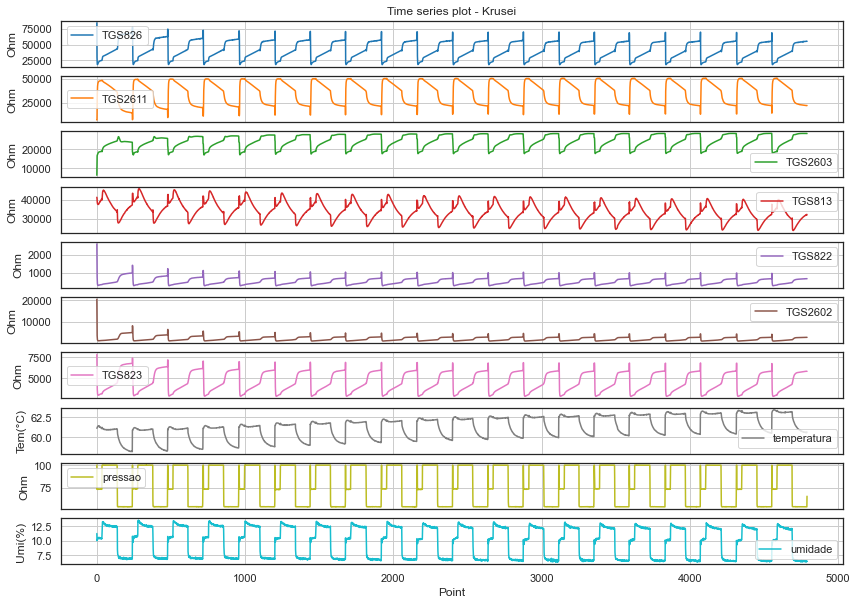 Time series plot - Krusei
75000
50000
25000
Ohm
TGS826
50000
25000
Ohm
TGS2611
20000
10000
Ohm
TGS2603
40000
30000
Ohm
TGS813
2000
1000
Ohm
TGS822
20000
10000
Ohm
TGS2602
7500
5000
Ohm
TGS823
62.5
60.0
Tem(°C)
temperatura
100
75
Ohm
pressao
12.5
10.0
7.5
Umi(%)
umidade
0 1000 2000 3000 4000 5000
Point